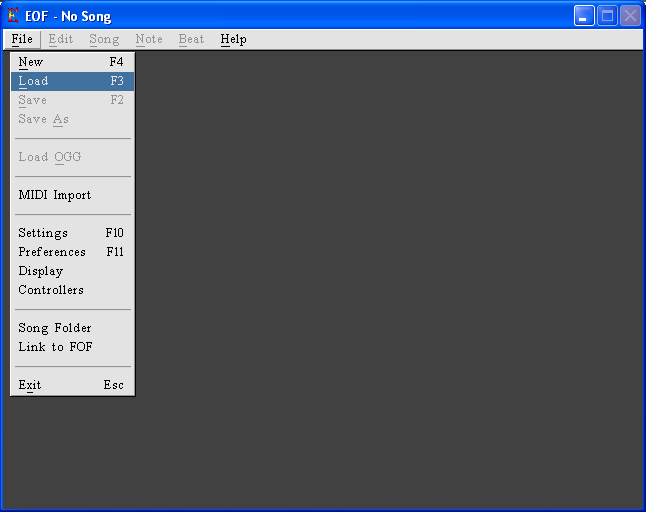 EOF - No Song
File Edit Song Note Beat Help
New F4
Load F3
Save F2
Save As
Load OGG
MIDI Import
Settings F10
Preferences F11
Display
Controllers
Song Folder
Link to FOF
Exit Esc